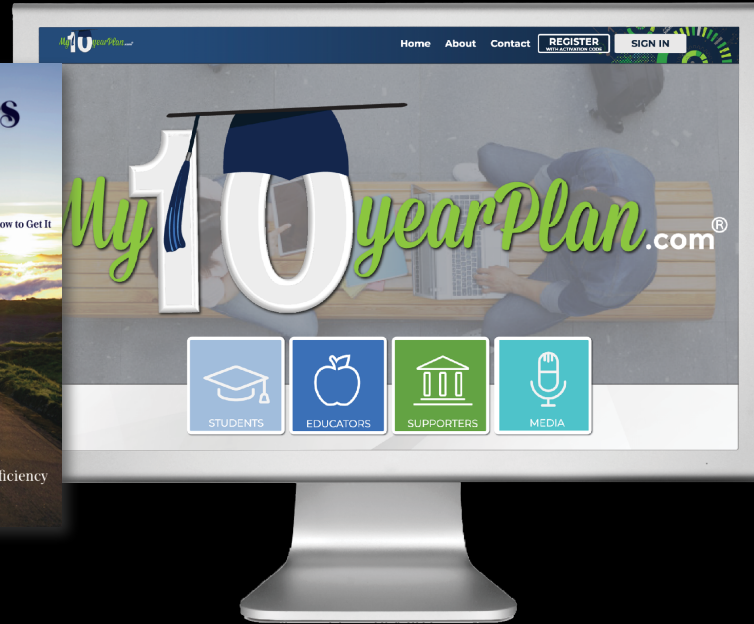 My10yearPlan.com
Home About Contact REGISTER SIGN IN
WITH ACTIVATION CODE
s
ow to Get It
My10yearPlan.com®
STUDENTS EDUCATORS SUPPORTERS MEDIA
ficiency